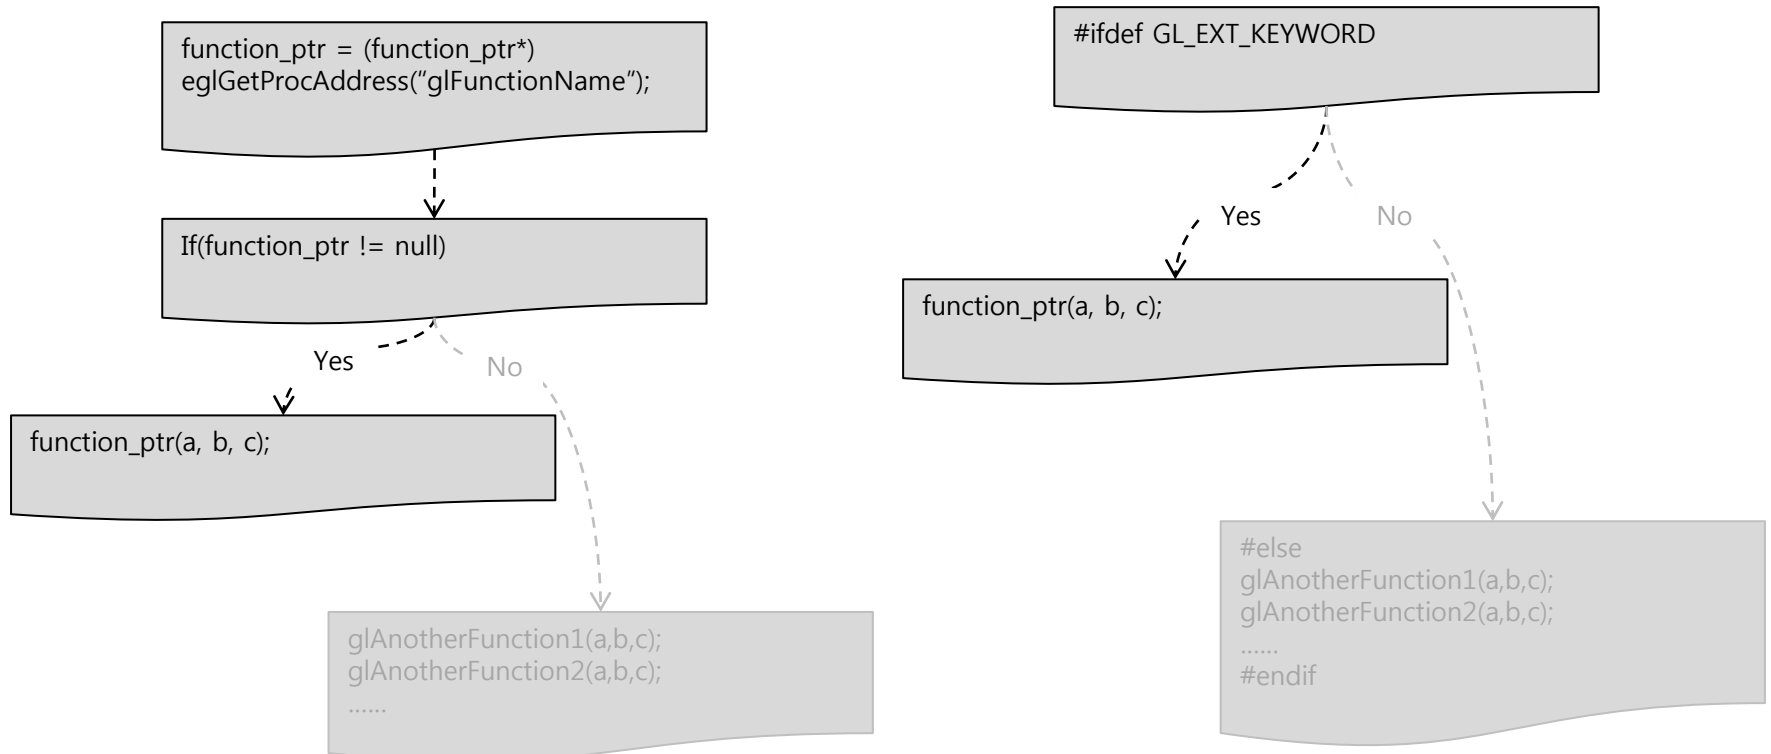 function_ptr = (function_ptr*)
eglGetProcAddress(“glFunctionName”);
If(function_ptr != null)
Yes
No
function_ptr(a, b, c);
glAnotherFunction1(a,b,c);
glAnotherFunction2(a,b,c);
......
#ifdef GL_EXT_KEYWORD
Yes
No
function_ptr(a, b, c);
#else
glAnotherFunction1(a,b,c);
glAnotherFunction2(a,b,c);
......
#endif